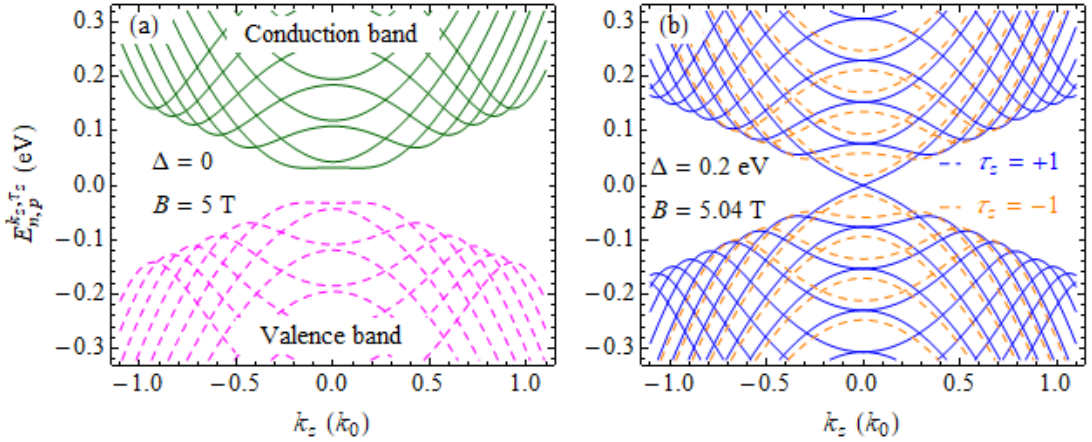 (a)
Conduction band
Δ = 0
B = 5 T
Valence band
0.3
0.2
0.1
0.0
−0.1
−0.2
−0.3
−1.0 −0.5 0.0 0.5 1.0
k_z (k_0)
E_{n,p}^{k_z,τ_z} (eV)
(b)
Δ = 0.2 eV
B = 5.04 T
τ_z = +1
τ_z = −1
0.3
0.2
0.1
0.0
−0.1
−0.2
−0.3
−1.0 −0.5 0.0 0.5 1.0
k_z (k_0)